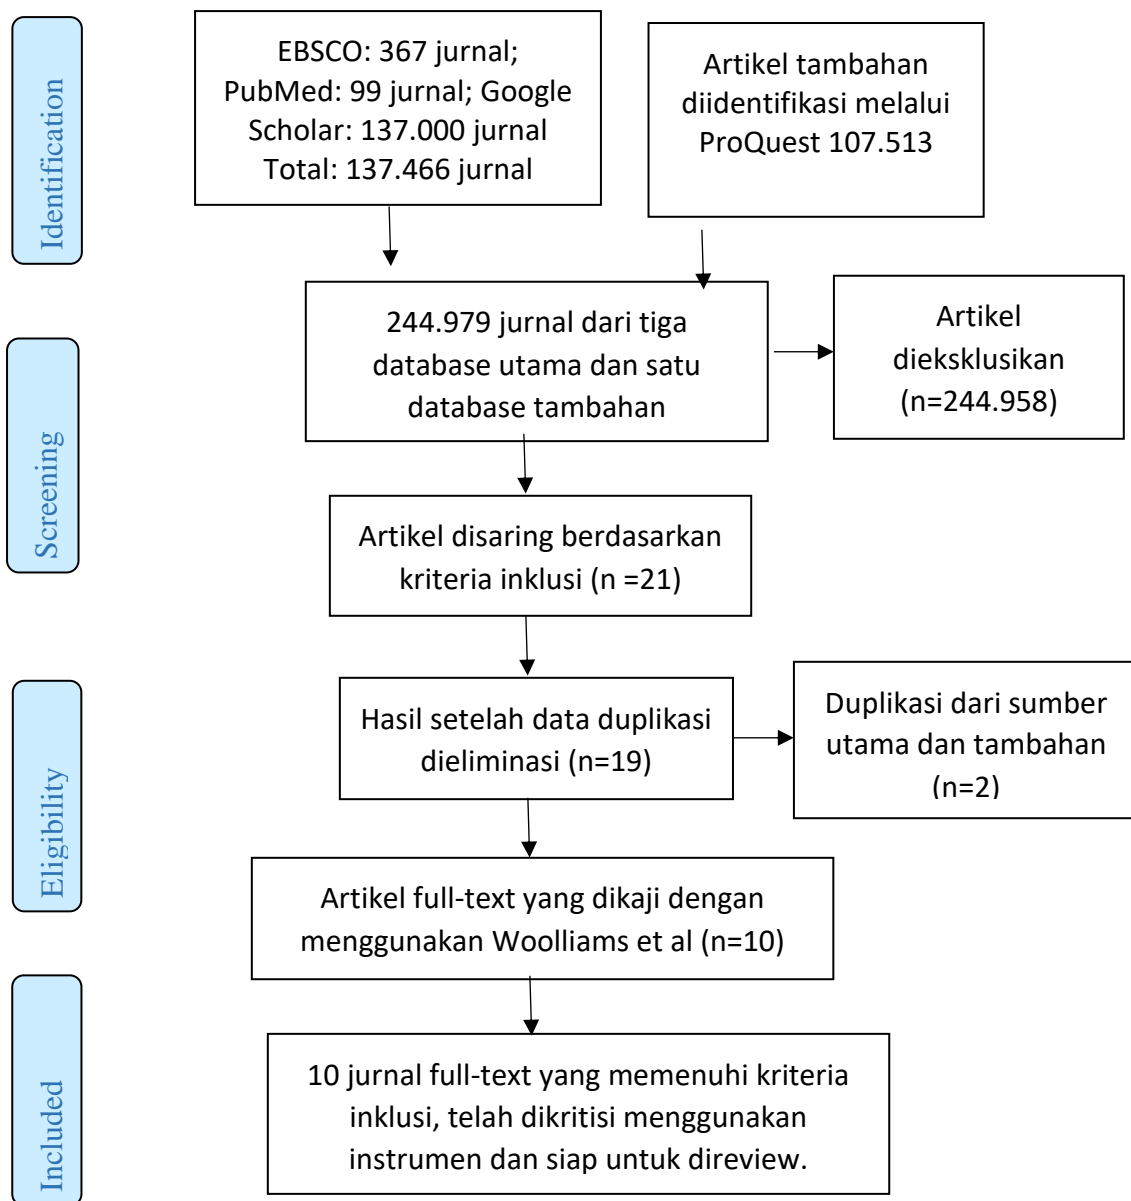 Identification
EBSCO: 367 jurnal;
PubMed: 99 jurnal; Google
Scholar: 137.000 jurnal
Total: 137.466 jurnal
Artikel tambahan
diidentifikasi melalui
ProQuest 107.513
Screening
244.979 jurnal dari tiga
database utama dan satu
database tambahan
Artikel
dieksklusikan
(n=244.958)
Artikel disaring berdasarkan
kriteria inklusi (n =21)
Eligibility
Hasil setelah data duplikasi
dieliminasi (n=19)
Duplikasi dari sumber
utama dan tambahan
(n=2)
Artikel full-text yang dikaji dengan
menggunakan Woolliams et al (n=10)
Included
10 jurnal full-text yang memenuhi kriteria
inklusi, telah dikritisi menggunakan
instrumen dan siap untuk direview.